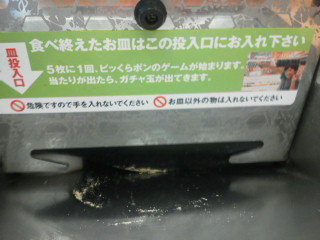 食べ終えたお皿はこの投入口にお入れ下さい
皿投入口
5枚に1回、ビッくらポンのゲームが始まります。
当たりが出たら、ガチャ玉が出てきます。
危険ですので手を入れないでください
お皿以外の物は入れないでください